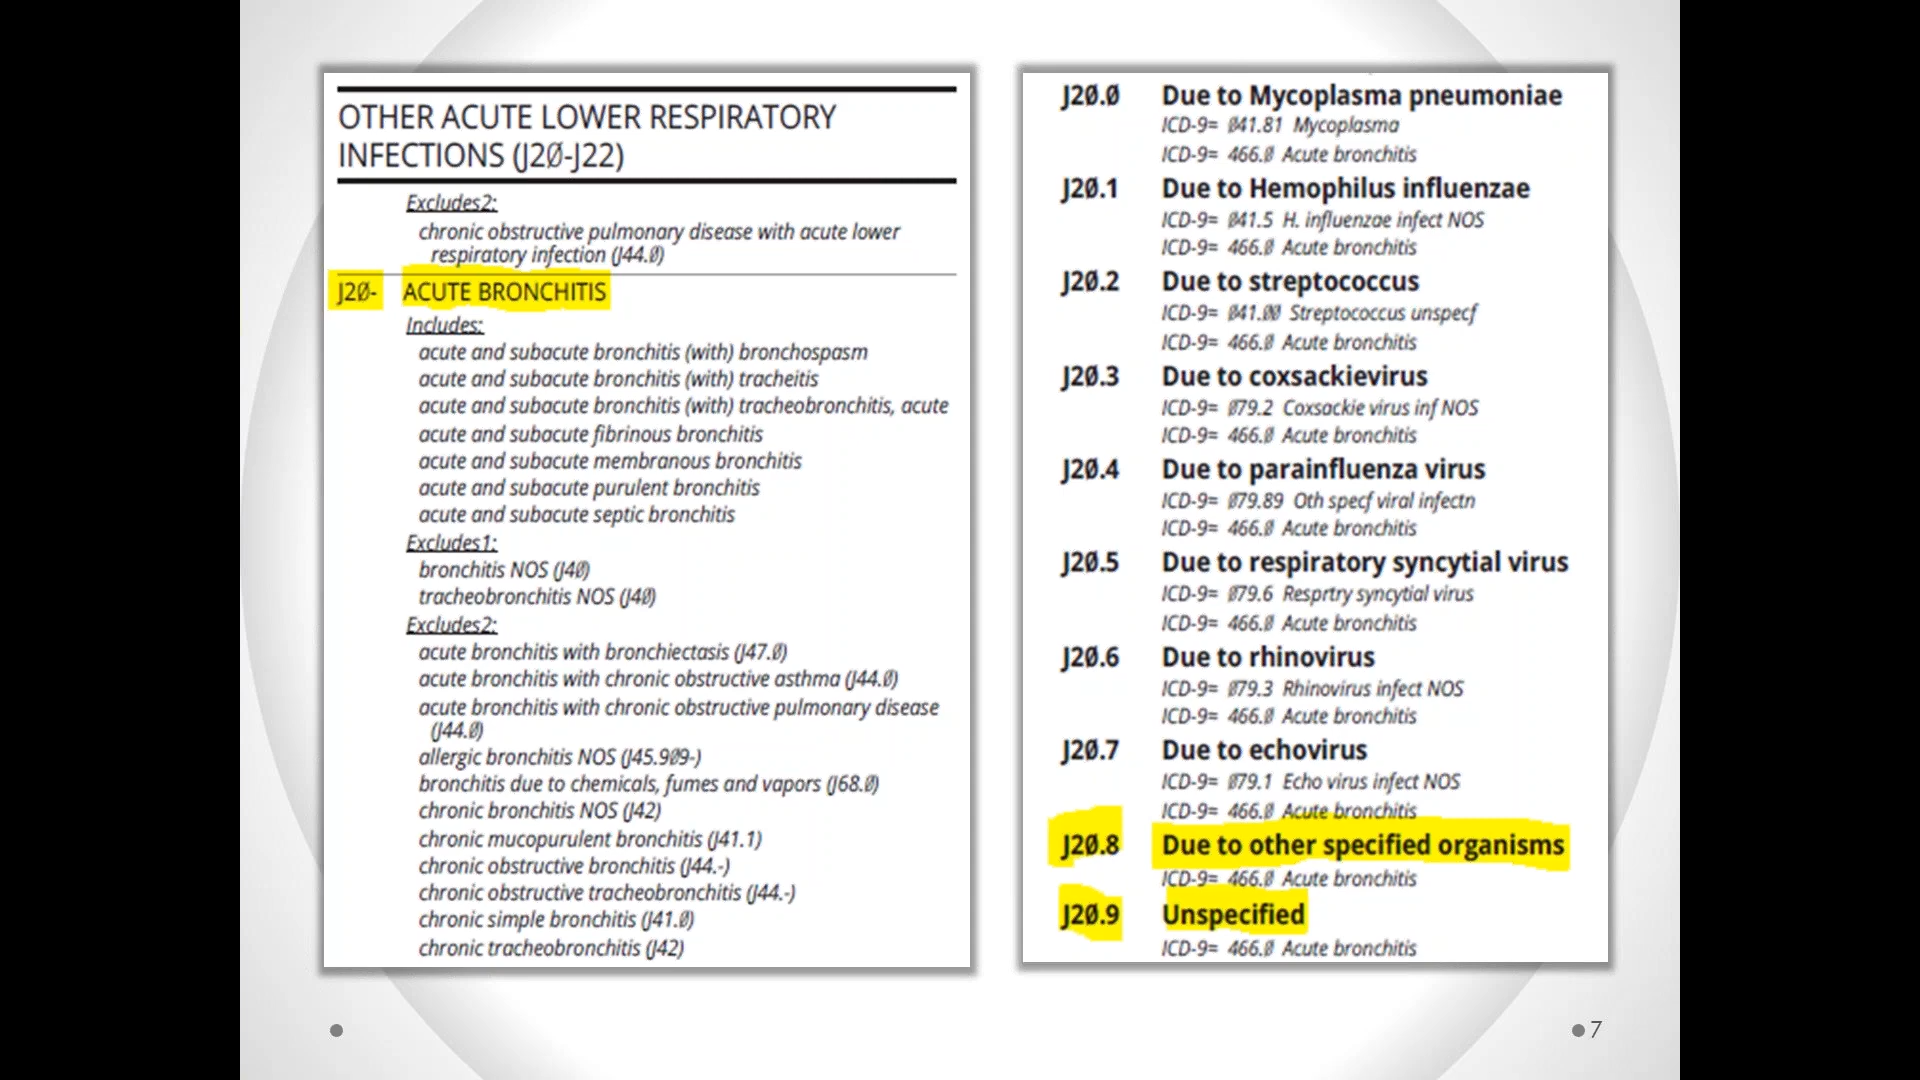 OTHER ACUTE LOWER RESPIRATORY
INFECTIONS (J2Ø-J22)
Excludes2:
chronic obstructive pulmonary disease with acute lower
respiratory infection (J44.Ø)
J2Ø- ACUTE BRONCHITIS
Includes:
acute and subacute bronchitis (with) bronchospasm
acute and subacute bronchitis (with) tracheitis
acute and subacute bronchitis (with) tracheobronchitis, acute
acute and subacute fibrinous bronchitis
acute and subacute membranous bronchitis
acute and subacute purulent bronchitis
acute and subacute septic bronchitis
Excludes1:
bronchitis NOS (J4Ø)
tracheobronchitis NOS (J4Ø)
Excludes2:
acute bronchitis with bronchiectasis (J47.Ø)
acute bronchitis with chronic obstructive asthma (J44.Ø)
acute bronchitis with chronic obstructive pulmonary disease
(J44.Ø)
allergic bronchitis NOS (J45.9Ø9-)
bronchitis due to chemicals, fumes and vapors (J68.Ø)
chronic bronchitis NOS (J42)
chronic mucopurulent bronchitis (J41.1)
chronic obstructive bronchitis (J44.-)
chronic obstructive tracheobronchitis (J44.-)
chronic simple bronchitis (J41.Ø)
chronic tracheobronchitis (J42)
J2Ø.Ø Due to Mycoplasma pneumoniae
ICD-9= Ø41.81 Mycoplasma
ICD-9= 466.Ø Acute bronchitis
J2Ø.1 Due to Hemophilus influenzae
ICD-9= Ø41.5 H. influenzae infect NOS
ICD-9= 466.Ø Acute bronchitis
J2Ø.2 Due to streptococcus
ICD-9= Ø41.ØØ Streptococcus unspecf
ICD-9= 466.Ø Acute bronchitis
J2Ø.3 Due to coxsackievirus
ICD-9= Ø79.2 Coxsackie virus inf NOS
ICD-9= 466.Ø Acute bronchitis
J2Ø.4 Due to parainfluenza virus
ICD-9= Ø79.89 Oth specf viral infectn
ICD-9= 466.Ø Acute bronchitis
J2Ø.5 Due to respiratory syncytial virus
ICD-9= Ø79.6 Resprtry syncytial virus
ICD-9= 466.Ø Acute bronchitis
J2Ø.6 Due to rhinovirus
ICD-9= Ø79.3 Rhinovirus infect NOS
ICD-9= 466.Ø Acute bronchitis
J2Ø.7 Due to echovirus
ICD-9= Ø79.1 Echo virus infect NOS
ICD-9= 466.Ø Acute bronchitis
J2Ø.8 Due to other specified organisms
ICD-9= 466.Ø Acute bronchitis
J2Ø.9 Unspecified
ICD-9= 466.Ø Acute bronchitis
7